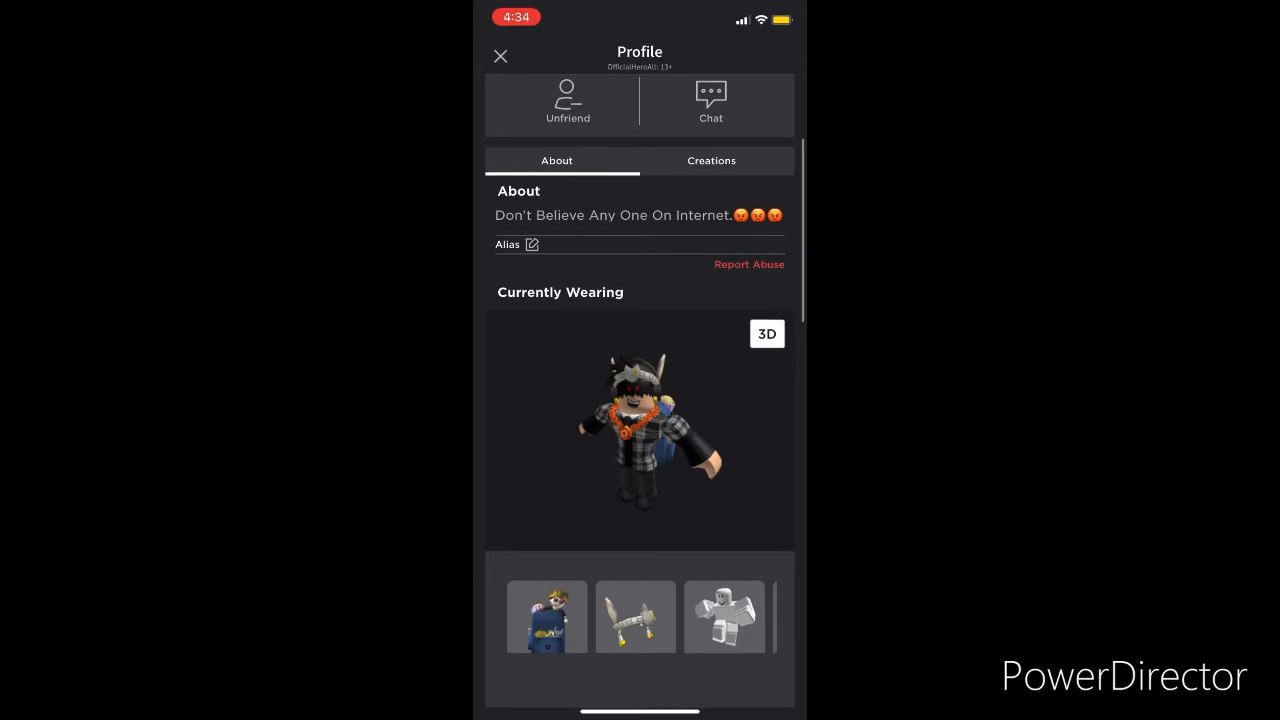 4:34
Profile
OfficialHeroAlt: 13+
Unfriend
Chat
About
Creations
About
Don't Believe Any One On Internet.😡😡😡
Alias
Report Abuse
Currently Wearing
3D
PowerDirector